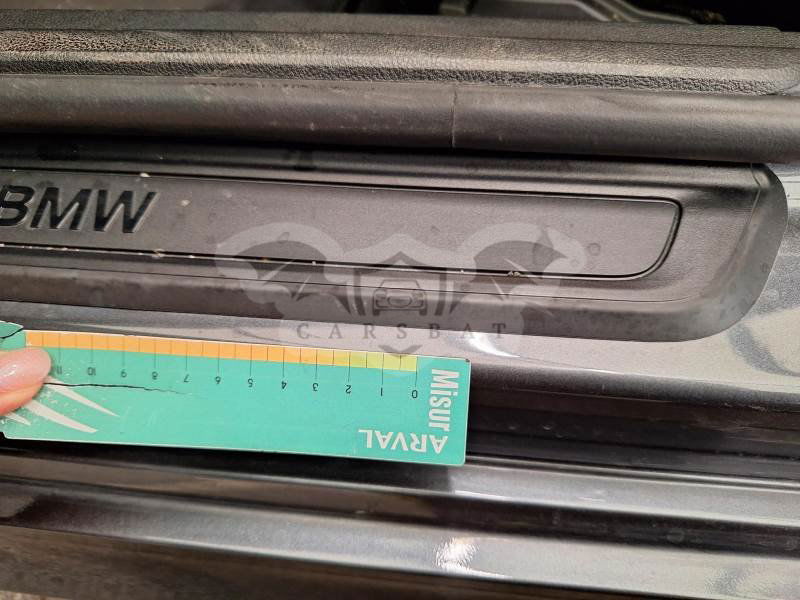 BMW
CARSBAT
0 1 2 3 4 5 6 7 8 9 10 11
Misur
ARVAL